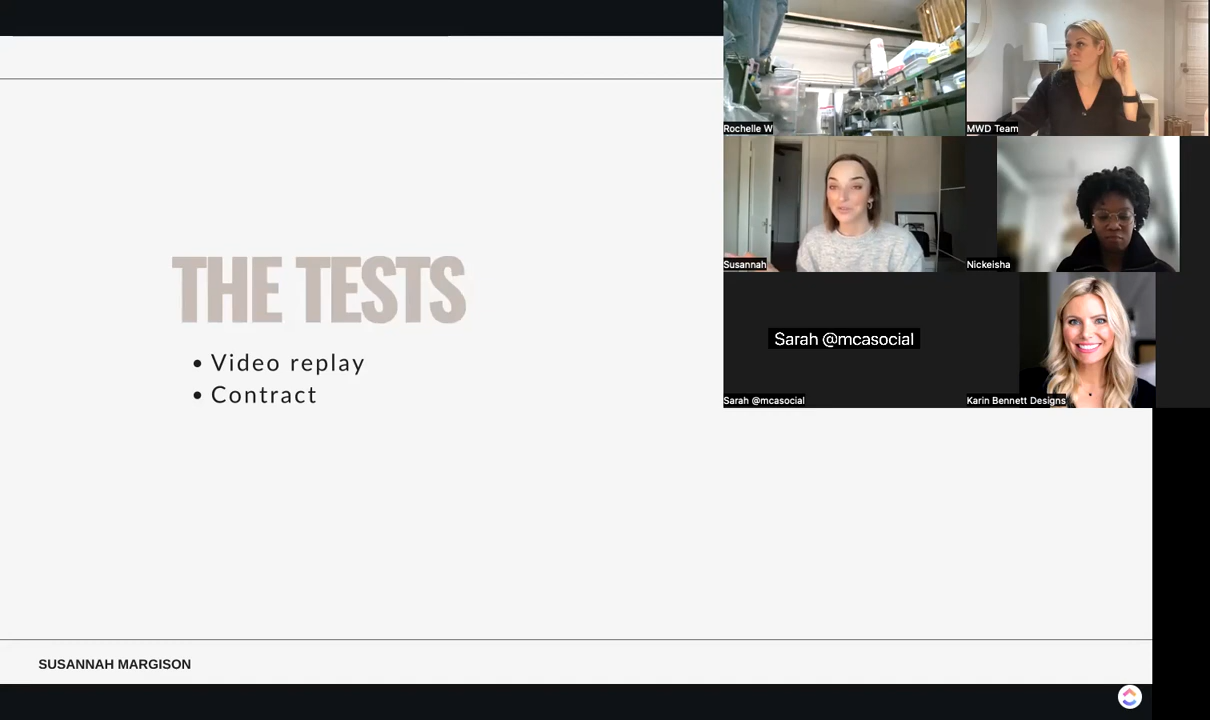 THE TESTS
• Video replay
• Contract
SUSANNAH MARGISON
Rochelle W
MWD Team
Susannah
Nickeisha
Sarah @mcasocial
Sarah @mcasocial
Karin Bennett Designs